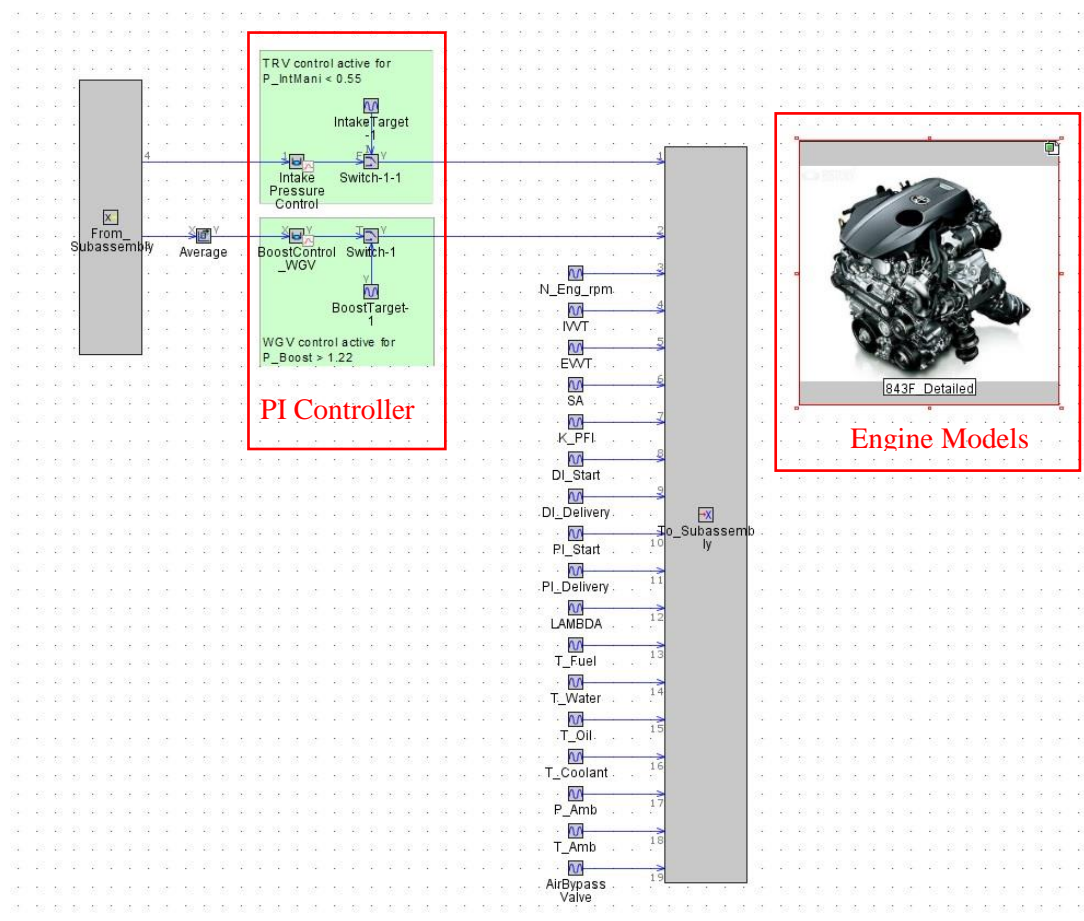 TRV control active for
P_IntMani < 0.55
IntakeTarget
-1
4
1
E
N
Y
1
Intake
Pressure
Control
Switch-1-1
From_
Subassembly
X
Y
Average
X
Y
T
Y
2
BoostControl
_WGV
Switch-1
Y
BoostTarget-
1
WGV control active for
P_Boost > 1.22
PI Controller
3
N_Eng_rpm
4
IVVT
5
EVVT
6
SA
7
K_PFI
8
DI_Start
9
DI_Delivery
10
PI_Start
11
PI_Delivery
12
LAMBDA
13
T_Fuel
14
T_Water
15
T_Oil
16
T_Coolant
17
P_Amb
18
T_Amb
19
AirBypass
Valve
To_Subassemb
ly
843F_Detailed
Engine Models